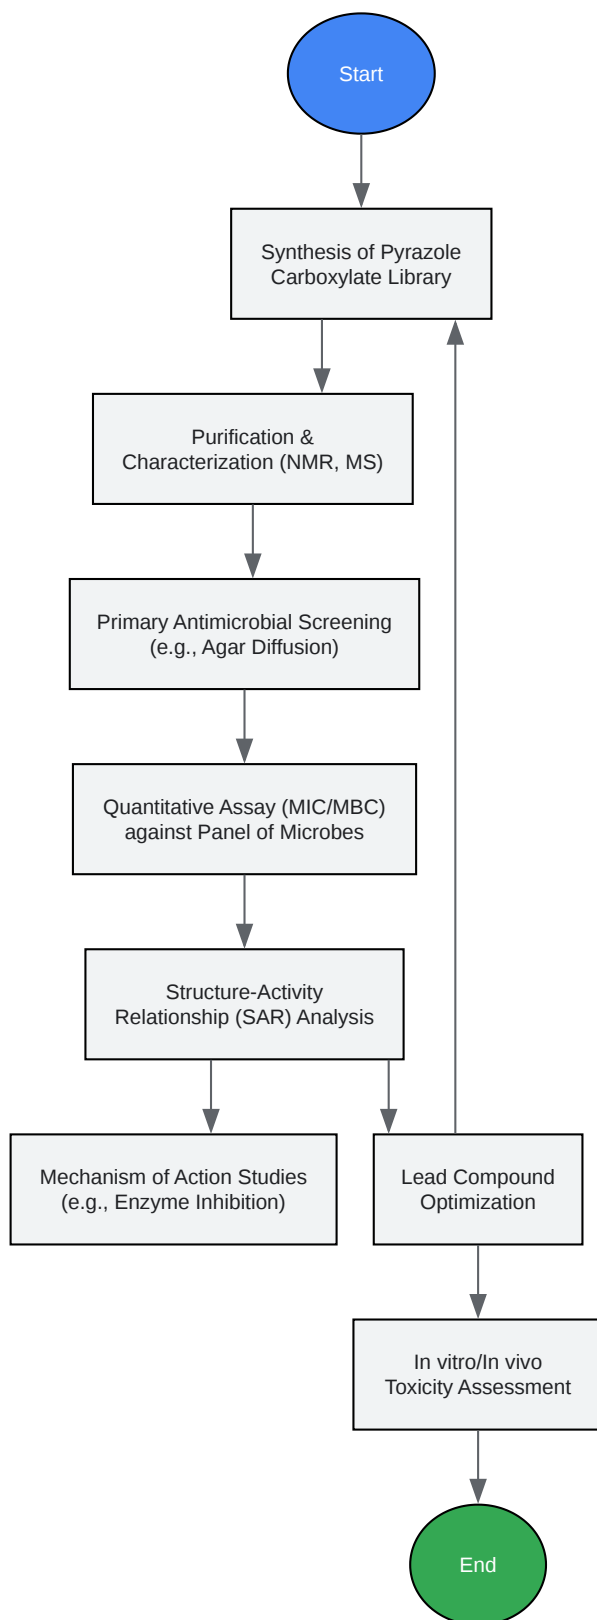 Start
Synthesis of Pyrazole
Carboxylate Library
Purification &
Characterization (NMR, MS)
Primary Antimicrobial Screening
(e.g., Agar Diffusion)
Quantitative Assay (MIC/MBC)
against Panel of Microbes
Structure-Activity
Relationship (SAR) Analysis
Mechanism of Action Studies
(e.g., Enzyme Inhibition)
Lead Compound
Optimization
In vitro/In vivo
Toxicity Assessment
End